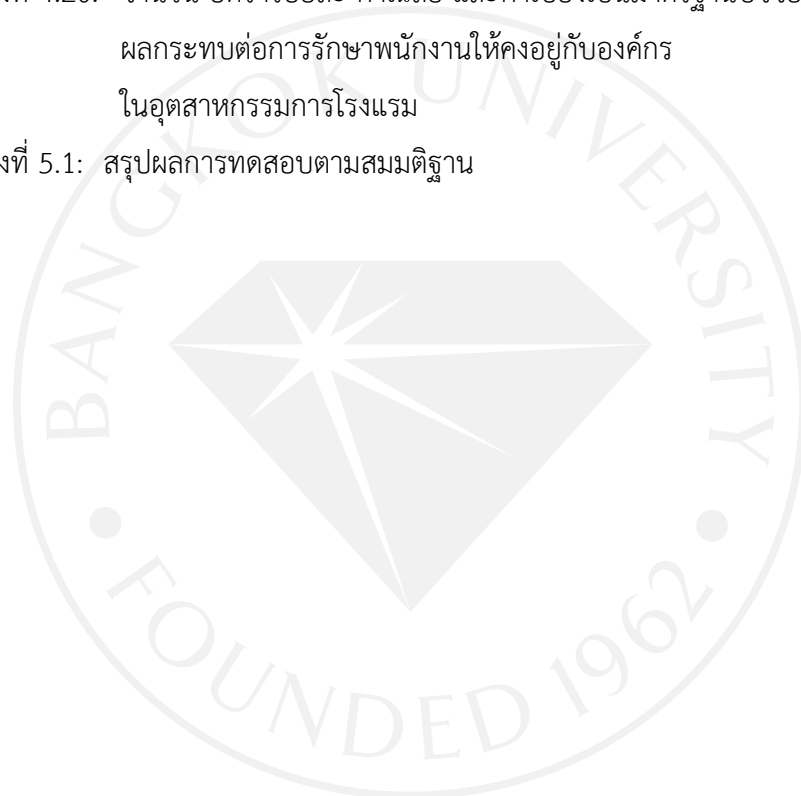 ผลกระทบต่อการรักษาพนักงานให้คงอยู่กับองค์กร
ในอุตสาหกรรมการโรงแรม
งที่ 5.1: สรุปผลการทดสอบตามสมมติฐาน
BANGKOK UNIVERSITY
FOUNDED 1962